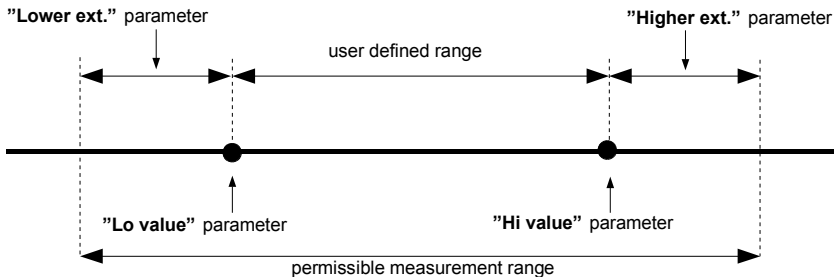 ”Lower ext.” parameter
”Higher ext.” parameter
user defined range
”Lo value” parameter
”Hi value” parameter
permissible measurement range